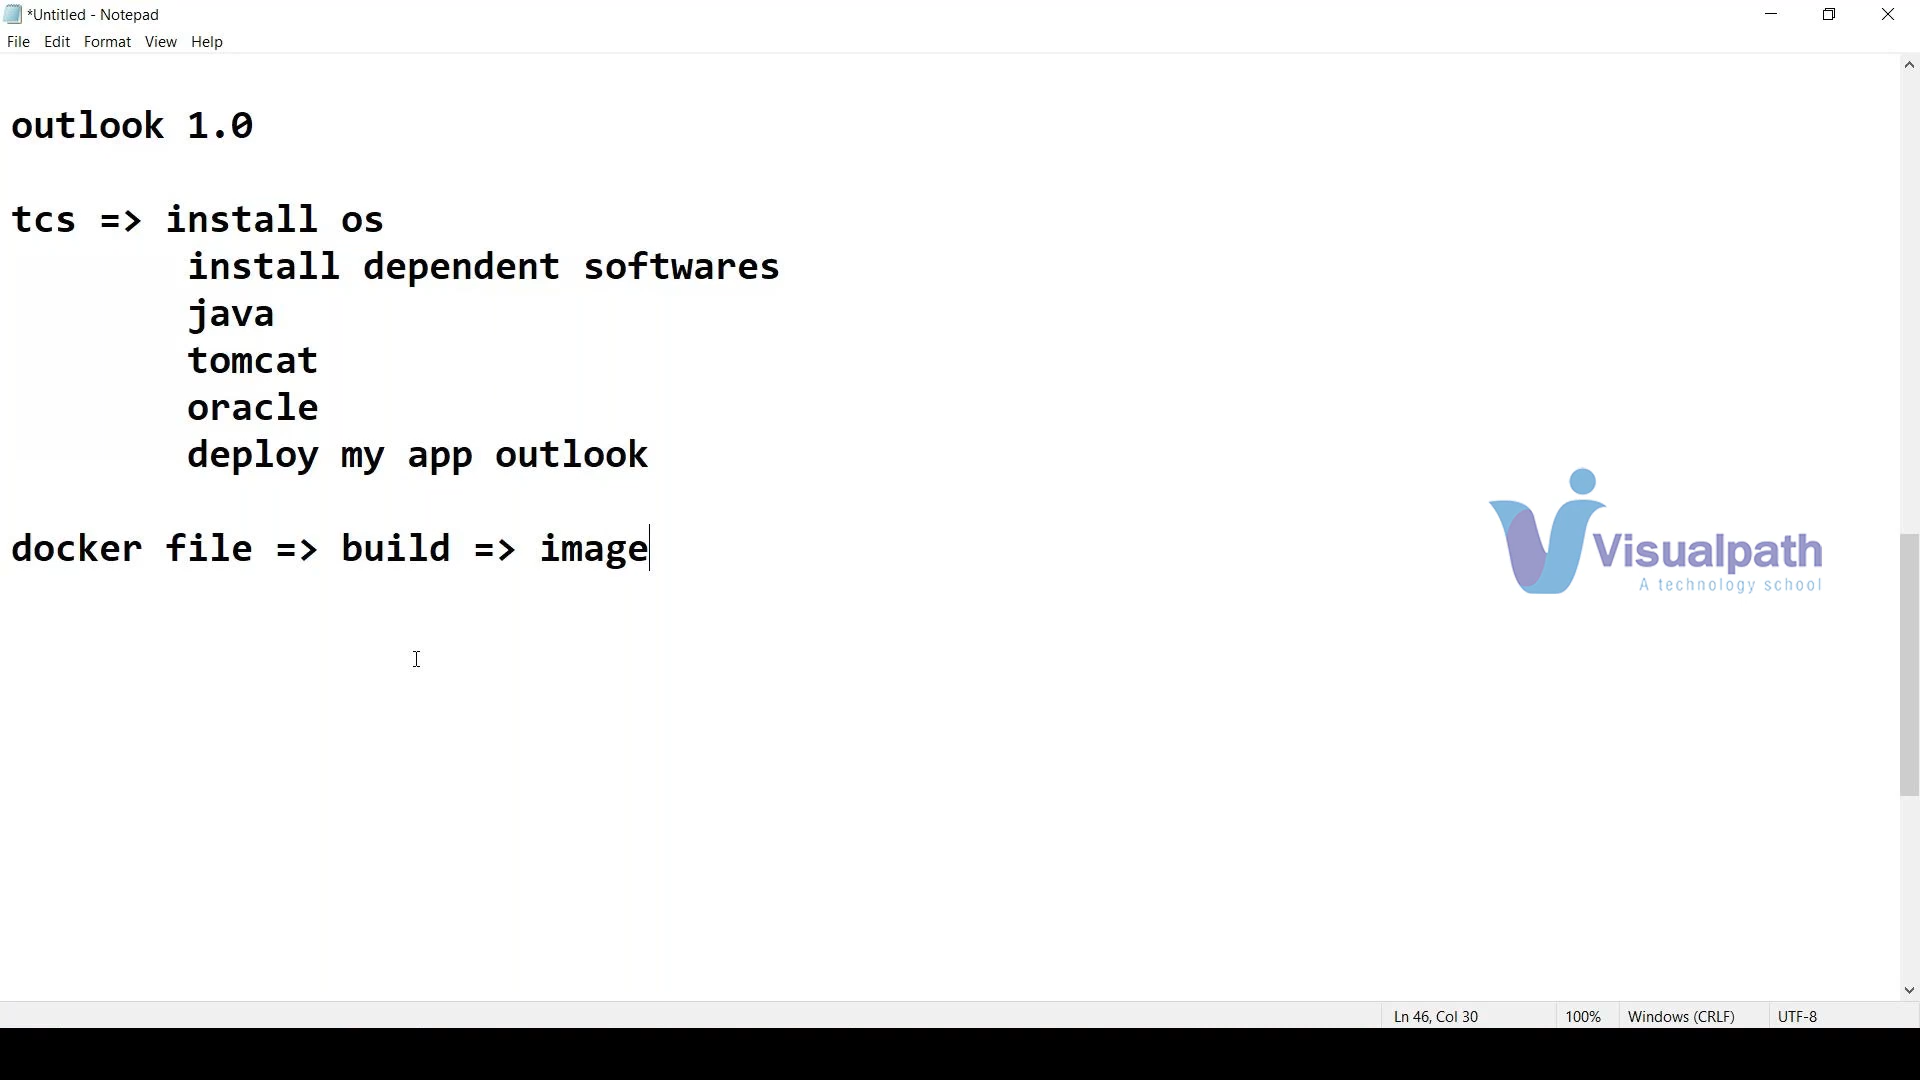 *Untitled - Notepad
File Edit Format View Help
outlook 1.0
tcs => install os
install dependent softwares
java
tomcat
oracle
deploy my app outlook
docker file => build => image
Visualpath
A technology school
Ln 46, Col 30 100% Windows (CRLF) UTF-8